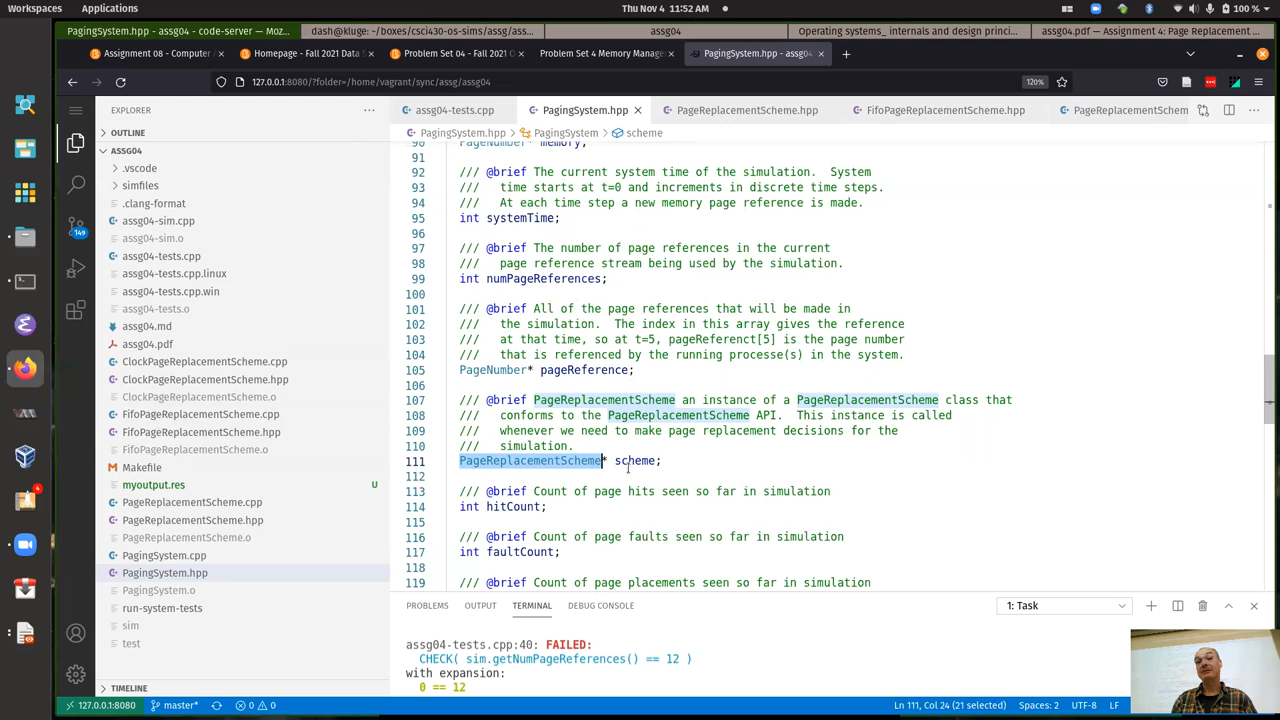 Workspaces Applications Thu Nov 4 11:52 AM 100 %
PagingSystem.hpp - assg04 - code-server — Moz... dash@kluge: ~/boxes/csci430-os-sims/assg/assg04 assg04 Operating systems_ internals and design princi... assg04.pdf — Assignment 4: Page Replacement ...
Assignment 08 - Computer A Homepage - Fall 2021 Data S Problem Set 04 - Fall 2021 O Problem Set 4 Memory Manage PagingSystem.hpp - assg04
127.0.0.1:8080/?folder=/home/vagrant/sync/assg/assg04 120%
EXPLORER
OUTLINE
ASSG04
.vscode
simfiles
.clang-format
assg04-sim.cpp
assg04-sim.o
assg04-tests.cpp
assg04-tests.cpp.linux
assg04-tests.cpp.win
assg04-tests.o
assg04.md
assg04.pdf
ClockPageReplacementScheme.cpp
ClockPageReplacementScheme.hpp
ClockPageReplacementScheme.o
FifoPageReplacementScheme.cpp
FifoPageReplacementScheme.hpp
FifoPageReplacementScheme.o
Makefile
myoutput.res U
PageReplacementScheme.cpp
PageReplacementScheme.hpp
PageReplacementScheme.o
PagingSystem.cpp
PagingSystem.hpp
PagingSystem.o
run-system-tests
sim
test
TIMELINE
149
4
assg04-tests.cpp PagingSystem.hpp PageReplacementScheme.hpp FifoPageReplacementScheme.hpp PageReplacementSchem
PagingSystem.hpp > PagingSystem > scheme
90 PageNumber* memory;
91
92 /// @brief The current system time of the simulation. System
93 /// time starts at t=0 and increments in discrete time steps.
94 /// At each time step a new memory page reference is made.
95 int systemTime;
96
97 /// @brief The number of page references in the current
98 /// page reference stream being used by the simulation.
99 int numPageReferences;
100
101 /// @brief All of the page references that will be made in
102 /// the simulation. The index in this array gives the reference
103 /// at that time, so at t=5, pageReferenct[5] is the page number
104 /// that is referenced by the running processe(s) in the system.
105 PageNumber* pageReference;
106
107 /// @brief PageReplacementScheme an instance of a PageReplacementScheme class that
108 /// conforms to the PageReplacementScheme API. This instance is called
109 /// whenever we need to make page replacement decisions for the
110 /// simulation.
111 PageReplacementScheme* scheme;
112
113 /// @brief Count of page hits seen so far in simulation
114 int hitCount;
115
116 /// @brief Count of page faults seen so far in simulation
117 int faultCount;
118
119 /// @brief Count of page placements seen so far in simulation
PROBLEMS OUTPUT TERMINAL DEBUG CONSOLE 1: Task
assg04-tests.cpp:40: FAILED:
CHECK( sim.getNumPageReferences() == 12 )
with expansion:
0 == 12
127.0.0.1:8080 master* 0 0 Ln 111, Col 24 (21 selected) Spaces: 2 UTF-8 LF